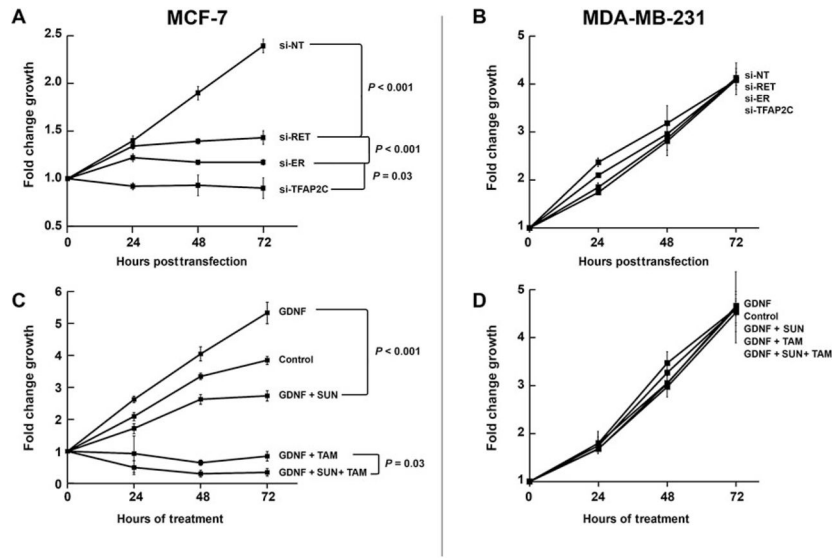 A
MCF-7
B
MDA-MB-231
Fold change growth
2.5
2.0
1.5
1.0
0.5
0
24
48
72
Hours posttransfection
si-NT
si-RET
si-ER
si-TFAP2C
P < 0.001
P < 0.001
P = 0.03
Fold change growth
5
4
3
2
1
0
24
48
72
Hours posttransfection
si-NT
si-RET
si-ER
si-TFAP2C
C
Fold change growth
6
5
4
3
2
1
0
0
24
48
72
Hours of treatment
GDNF
Control
GDNF + SUN
GDNF + TAM
GDNF + SUN+ TAM
P < 0.001
P = 0.03
D
Fold change growth
5
4
3
2
1
0
24
48
72
Hours of treatment
GDNF
Control
GDNF + SUN
GDNF + TAM
GDNF + SUN+ TAM